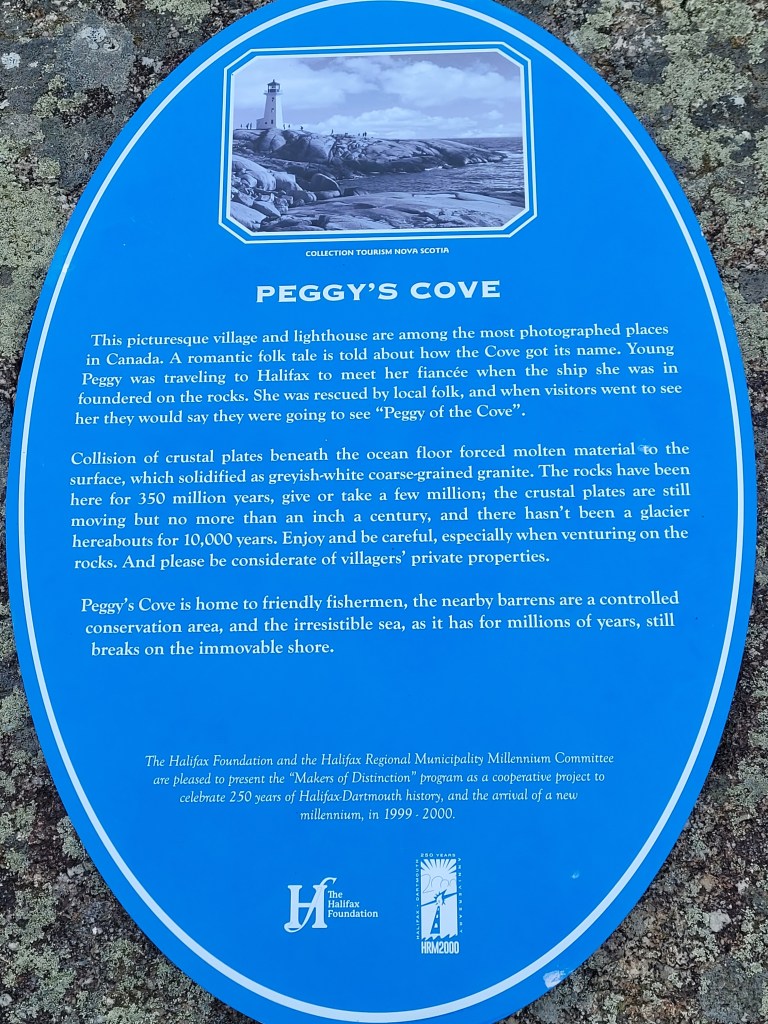 COLLECTION TOURISM NOVA SCOTIA
PEGGY'S COVE
This picturesque village and lighthouse are among the most photographed places
in Canada. A romantic folk tale is told about how the Cove got its name. Young
Peggy was traveling to Halifax to meet her fiancée when the ship she was in
foundered on the rocks. She was rescued by local folk, and when visitors went to see
her they would say they were going to see "Peggy of the Cove".
Collision of crustal plates beneath the ocean floor forced molten material to the
surface, which solidified as greyish-white coarse-grained granite. The rocks have been
here for 350 million years, give or take a few million; the crustal plates are still
moving but no more than an inch a century, and there hasn't been a glacier
hereabouts for 10,000 years. Enjoy and be careful, especially when venturing on the
rocks. And please be considerate of villagers' private properties.
Peggy's Cove is home to friendly fishermen, the nearby barrens are a controlled
conservation area, and the irresistible sea, as it has for millions of years, still
breaks on the immovable shore.
The Halifax Foundation and the Halifax Regional Municipality Millennium Committee
are pleased to present the "Makers of Distinction" program as a cooperative project to
celebrate 250 years of Halifax-Dartmouth history, and the arrival of a new
millennium, in 1999 - 2000.
Hf
The
Halifax
Foundation
250 YEARS
HALIFAX - DARTMOUTH
ANNIVERSARY
2000
HRM2000